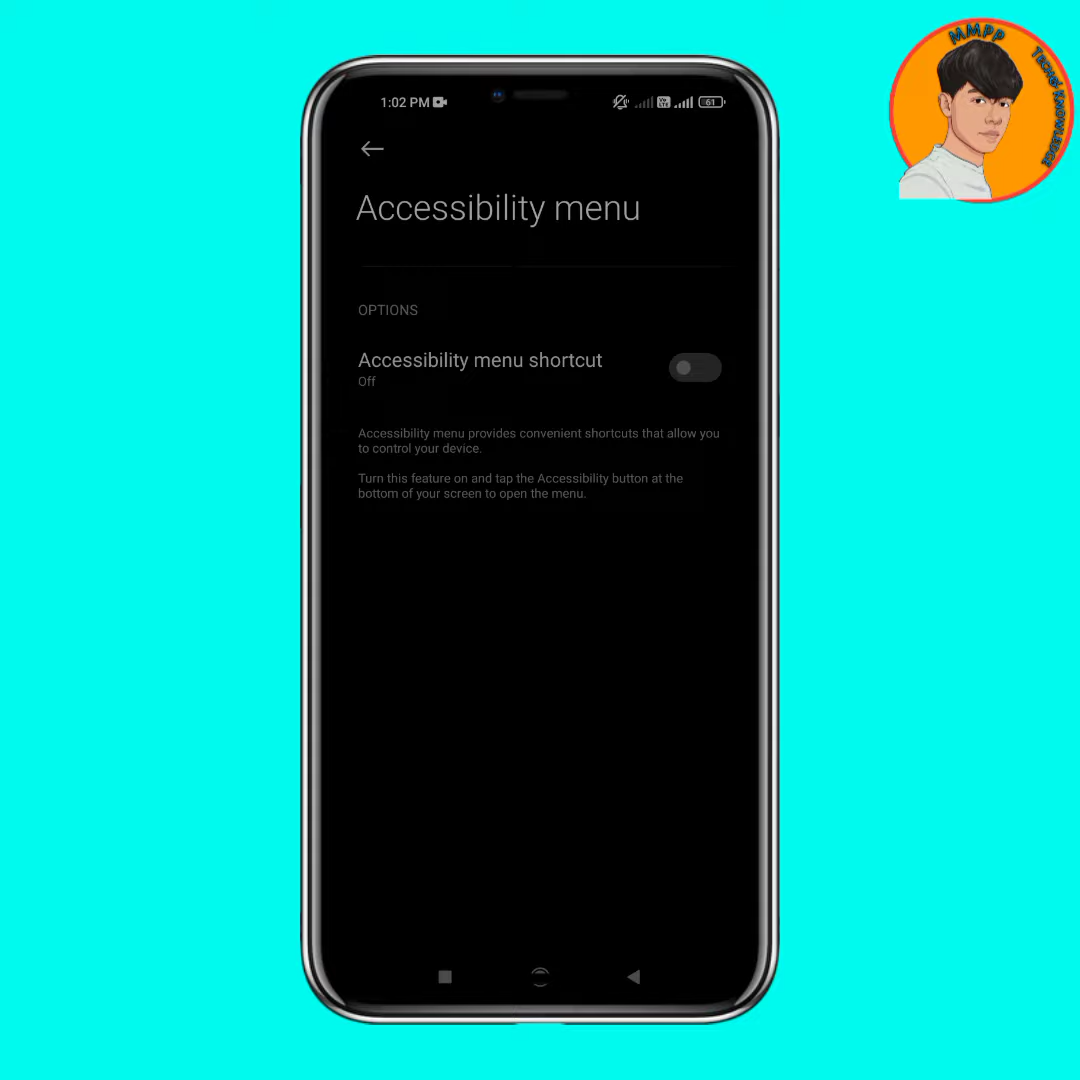 MMPP
Tech& Knowledge
1:02 PM
61
Accessibility menu
OPTIONS
Accessibility menu shortcut
Off
Accessibility menu provides convenient shortcuts that allow you
to control your device.
Turn this feature on and tap the Accessibility button at the
bottom of your screen to open the menu.